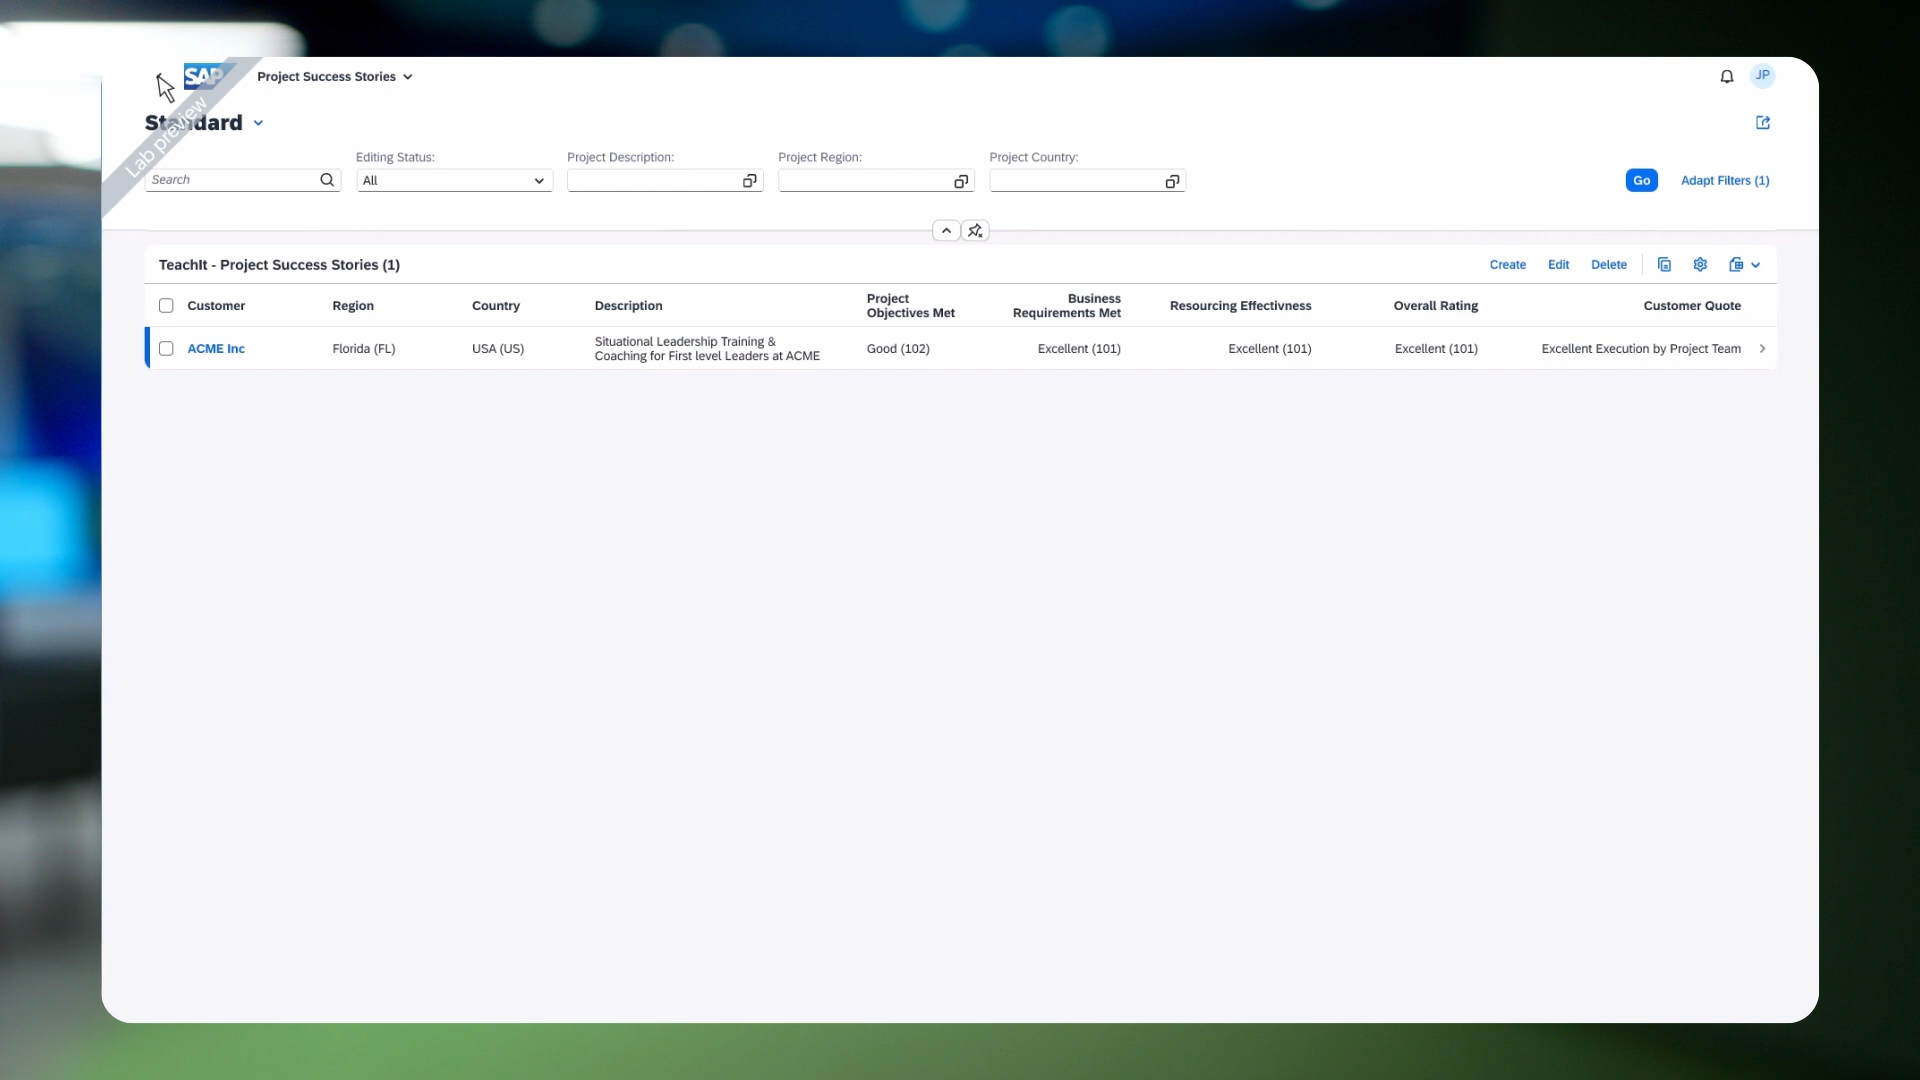 SAP
Project Success Stories
JP
Lab preview
Standard
Editing Status:
Project Description:
Project Region:
Project Country:
Search
All
Go
Adapt Filters (1)
TeachIt - Project Success Stories (1)
Create
Edit
Delete
Customer
Region
Country
Description
Project
Objectives Met
Business
Requirements Met
Resourcing Effectivness
Overall Rating
Customer Quote
ACME Inc
Florida (FL)
USA (US)
Situational Leadership Training &
Coaching for First level Leaders at ACME
Good (102)
Excellent (101)
Excellent (101)
Excellent (101)
Excellent Execution by Project Team